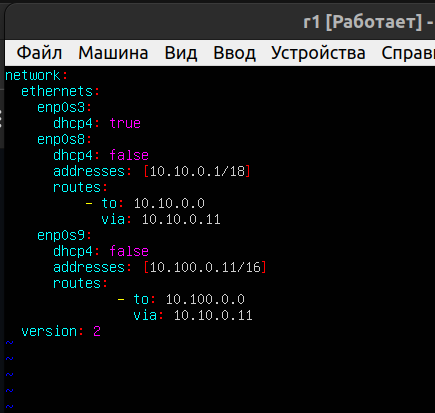 r1 [Работает] -
Файл Машина Вид Ввод Устройства Справ
network:
  ethernets:
    enp0s3:
      dhcp4: true
    enp0s8:
      dhcp4: false
      addresses: [10.10.0.1/18]
      routes:
          - to: 10.10.0.0
            via: 10.10.0.11
    enp0s9:
      dhcp4: false
      addresses: [10.100.0.11/16]
      routes:
              - to: 10.100.0.0
                via: 10.10.0.11
  version: 2
~
~
~
~
~